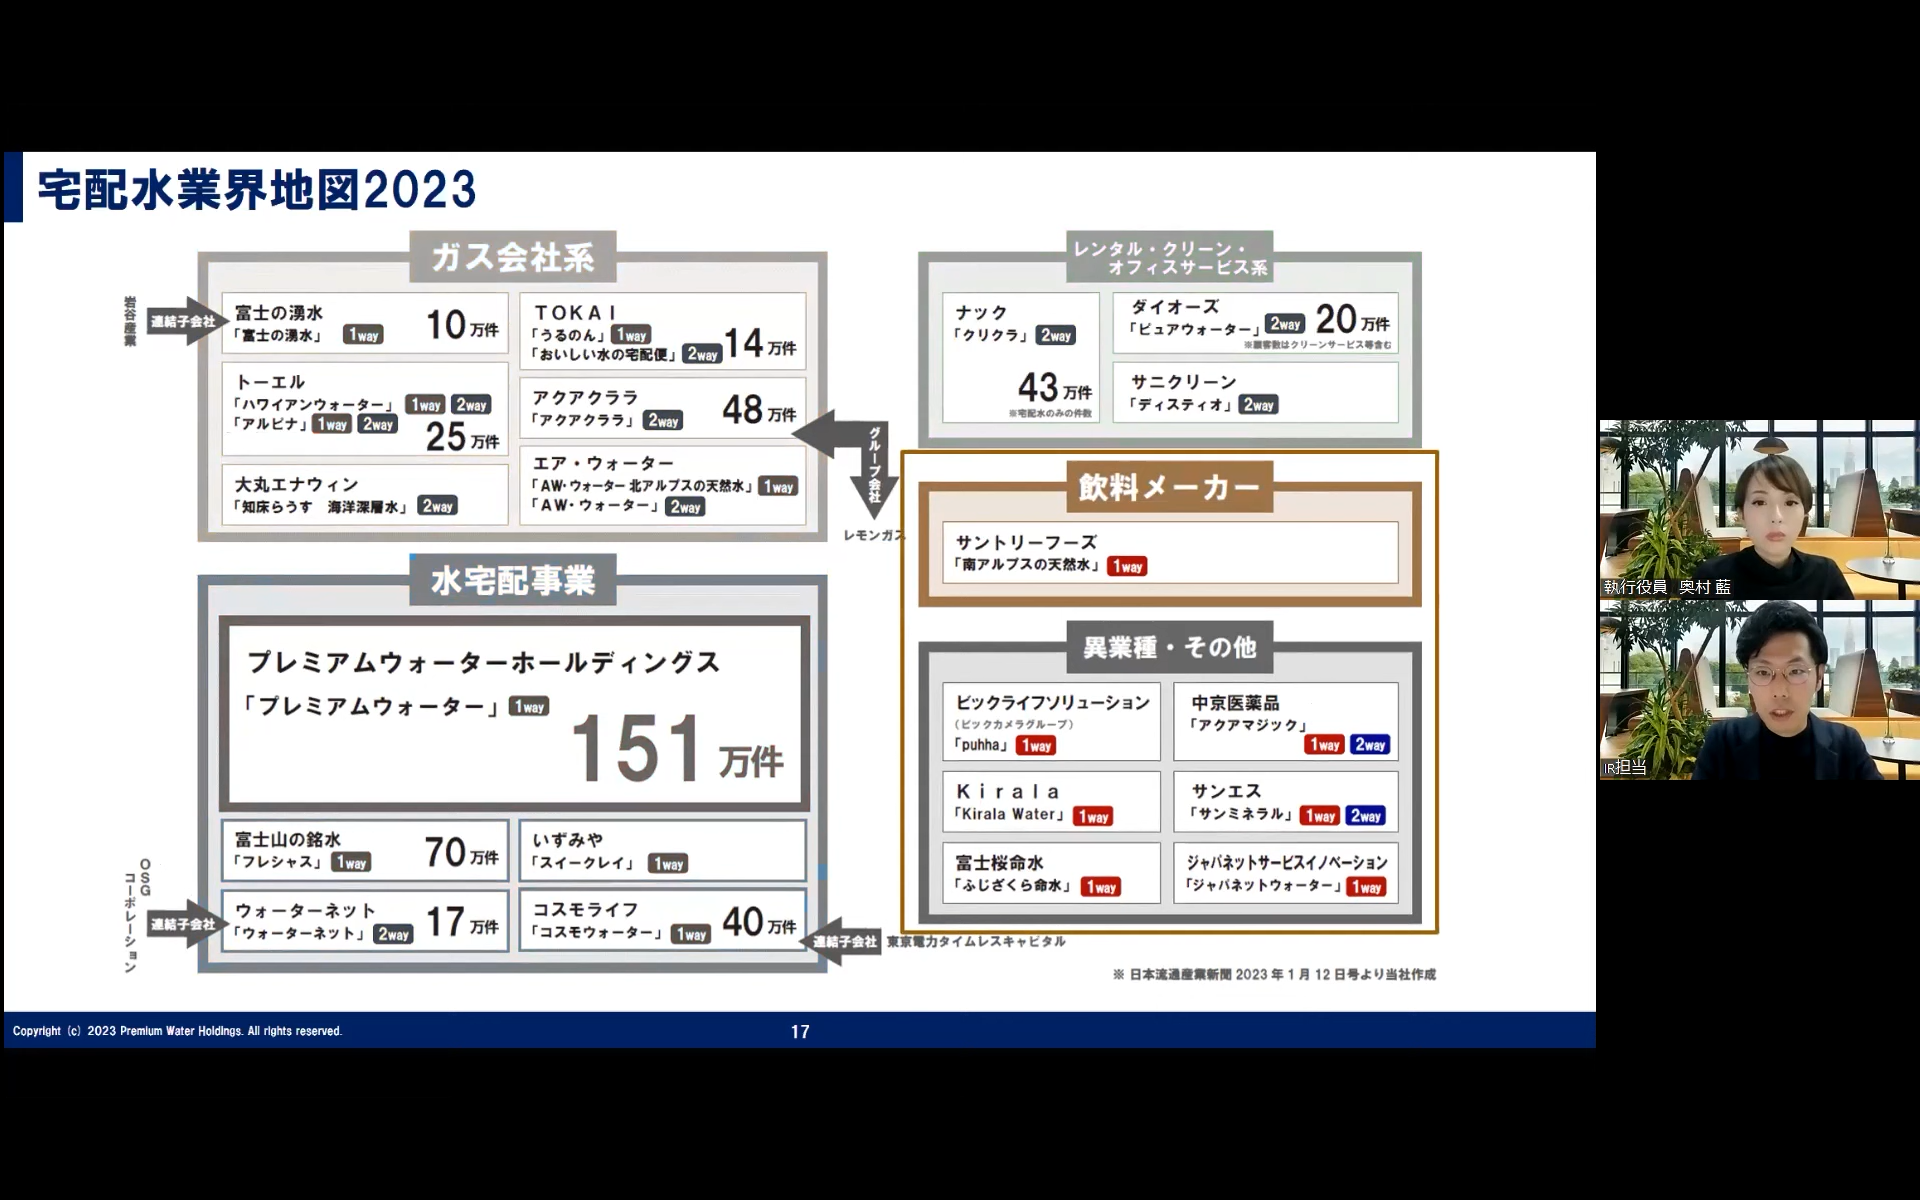 宅配水業界地図2023
ガス会社系
岩谷産業
連結子会社
富士の湧水
「富士の湧水」 1way
10万件
TOKAI
「うるのん」 1way
「おいしい水の宅配便」 2way
14万件
トーエル
「ハワイアンウォーター」 1way 2way
「アルピナ」 1way 2way
25万件
アクアクララ
「アクアクララ」 2way
48万件
大丸エナウィン
「知床らうす 海洋深層水」 2way
エア・ウォーター
「AW・ウォーター 北アルプスの天然水」 1way
「AW・ウォーター」 2way
グループ会社
レモンガス
水宅配事業
プレミアムウォーターホールディングス
「プレミアムウォーター」 1way
151万件
富士山の銘水
「フレシャス」 1way
70万件
いずみや
「スイークレイ」 1way
OSG
コーポレーション
連結子会社
ウォーターネット
「ウォーターネット」 2way
17万件
コスモライフ
「コスモウォーター」 1way
40万件
連結子会社
東京電力タイムレスキャピタル
レンタル・クリーン・
オフィスサービス系
ナック
「クリクラ」 2way
43万件
※宅配水のみの件数
ダイオーズ
「ピュアウォーター」 2way
20万件
※顧客数はクリーンサービス等含む
サニクリーン
「ディスティオ」 2way
飲料メーカー
サントリーフーズ
「南アルプスの天然水」 1way
異業種・その他
ビックライフソリューション
（ビックカメラグループ）
「puhha」 1way
中京医薬品
「アクアマジック」
1way 2way
Kirala
「Kirala Water」 1way
サンエス
「サンミネラル」 1way 2way
富士桜命水
「ふじざくら命水」 1way
ジャパネットサービスイノベーション
「ジャパネットウォーター」 1way
※ 日本流通産業新聞 2023年1月12日号より当社作成
Copyright (c) 2023 Premium Water Holdings. All rights reserved.
17
執行役員 奥村 藍
IR担当